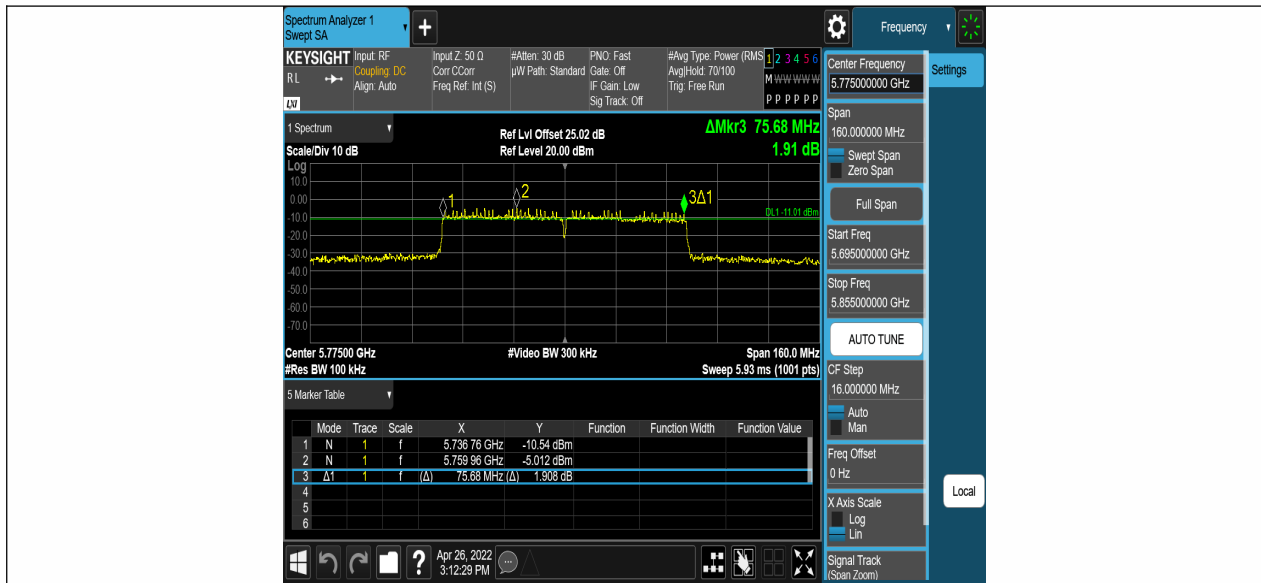 Spectrum Analyzer 1
Swept SA
+
Frequency
KEYSIGHT
RL
LXI
Input: RF
Coupling: DC
Align: Auto
Input Z: 50 Ω
Corr CCorr
Freq Ref: Int (S)
#Atten: 30 dB
µW Path: Standard
PNO: Fast
Gate: Off
IF Gain: Low
Sig Track: Off
#Avg Type: Power (RMS
Avg|Hold: 70/100
Trig: Free Run
1 2 3 4 5 6
M W W W W W
P P P P P P
1 Spectrum
Scale/Div 10 dB
Ref Lvl Offset 25.02 dB
Ref Level 20.00 dBm
ΔMkr3 75.68 MHz
1.91 dB
Log
10.0
0.00
-10.0
-20.0
-30.0
-40.0
-50.0
-60.0
-70.0
1
2
3Δ1
DL1 -11.01 dBm
Center 5.77500 GHz
#Res BW 100 kHz
#Video BW 300 kHz
Span 160.0 MHz
Sweep 5.93 ms (1001 pts)
5 Marker Table
Mode Trace Scale X Y Function Function Width Function Value
1 N 1 f 5.736 76 GHz -10.54 dBm
2 N 1 f 5.759 96 GHz -5.012 dBm
3 Δ1 1 f (Δ) 75.68 MHz (Δ) 1.908 dB
4
5
6
Apr 26, 2022
3:12:29 PM
?
Center Frequency
5.775000000 GHz
Settings
Span
160.000000 MHz
Swept Span
Zero Span
Full Span
Start Freq
5.695000000 GHz
Stop Freq
5.855000000 GHz
AUTO TUNE
CF Step
16.000000 MHz
Auto
Man
Freq Offset
0 Hz
X Axis Scale
Log
Lin
Signal Track
(Span Zoom)
Local